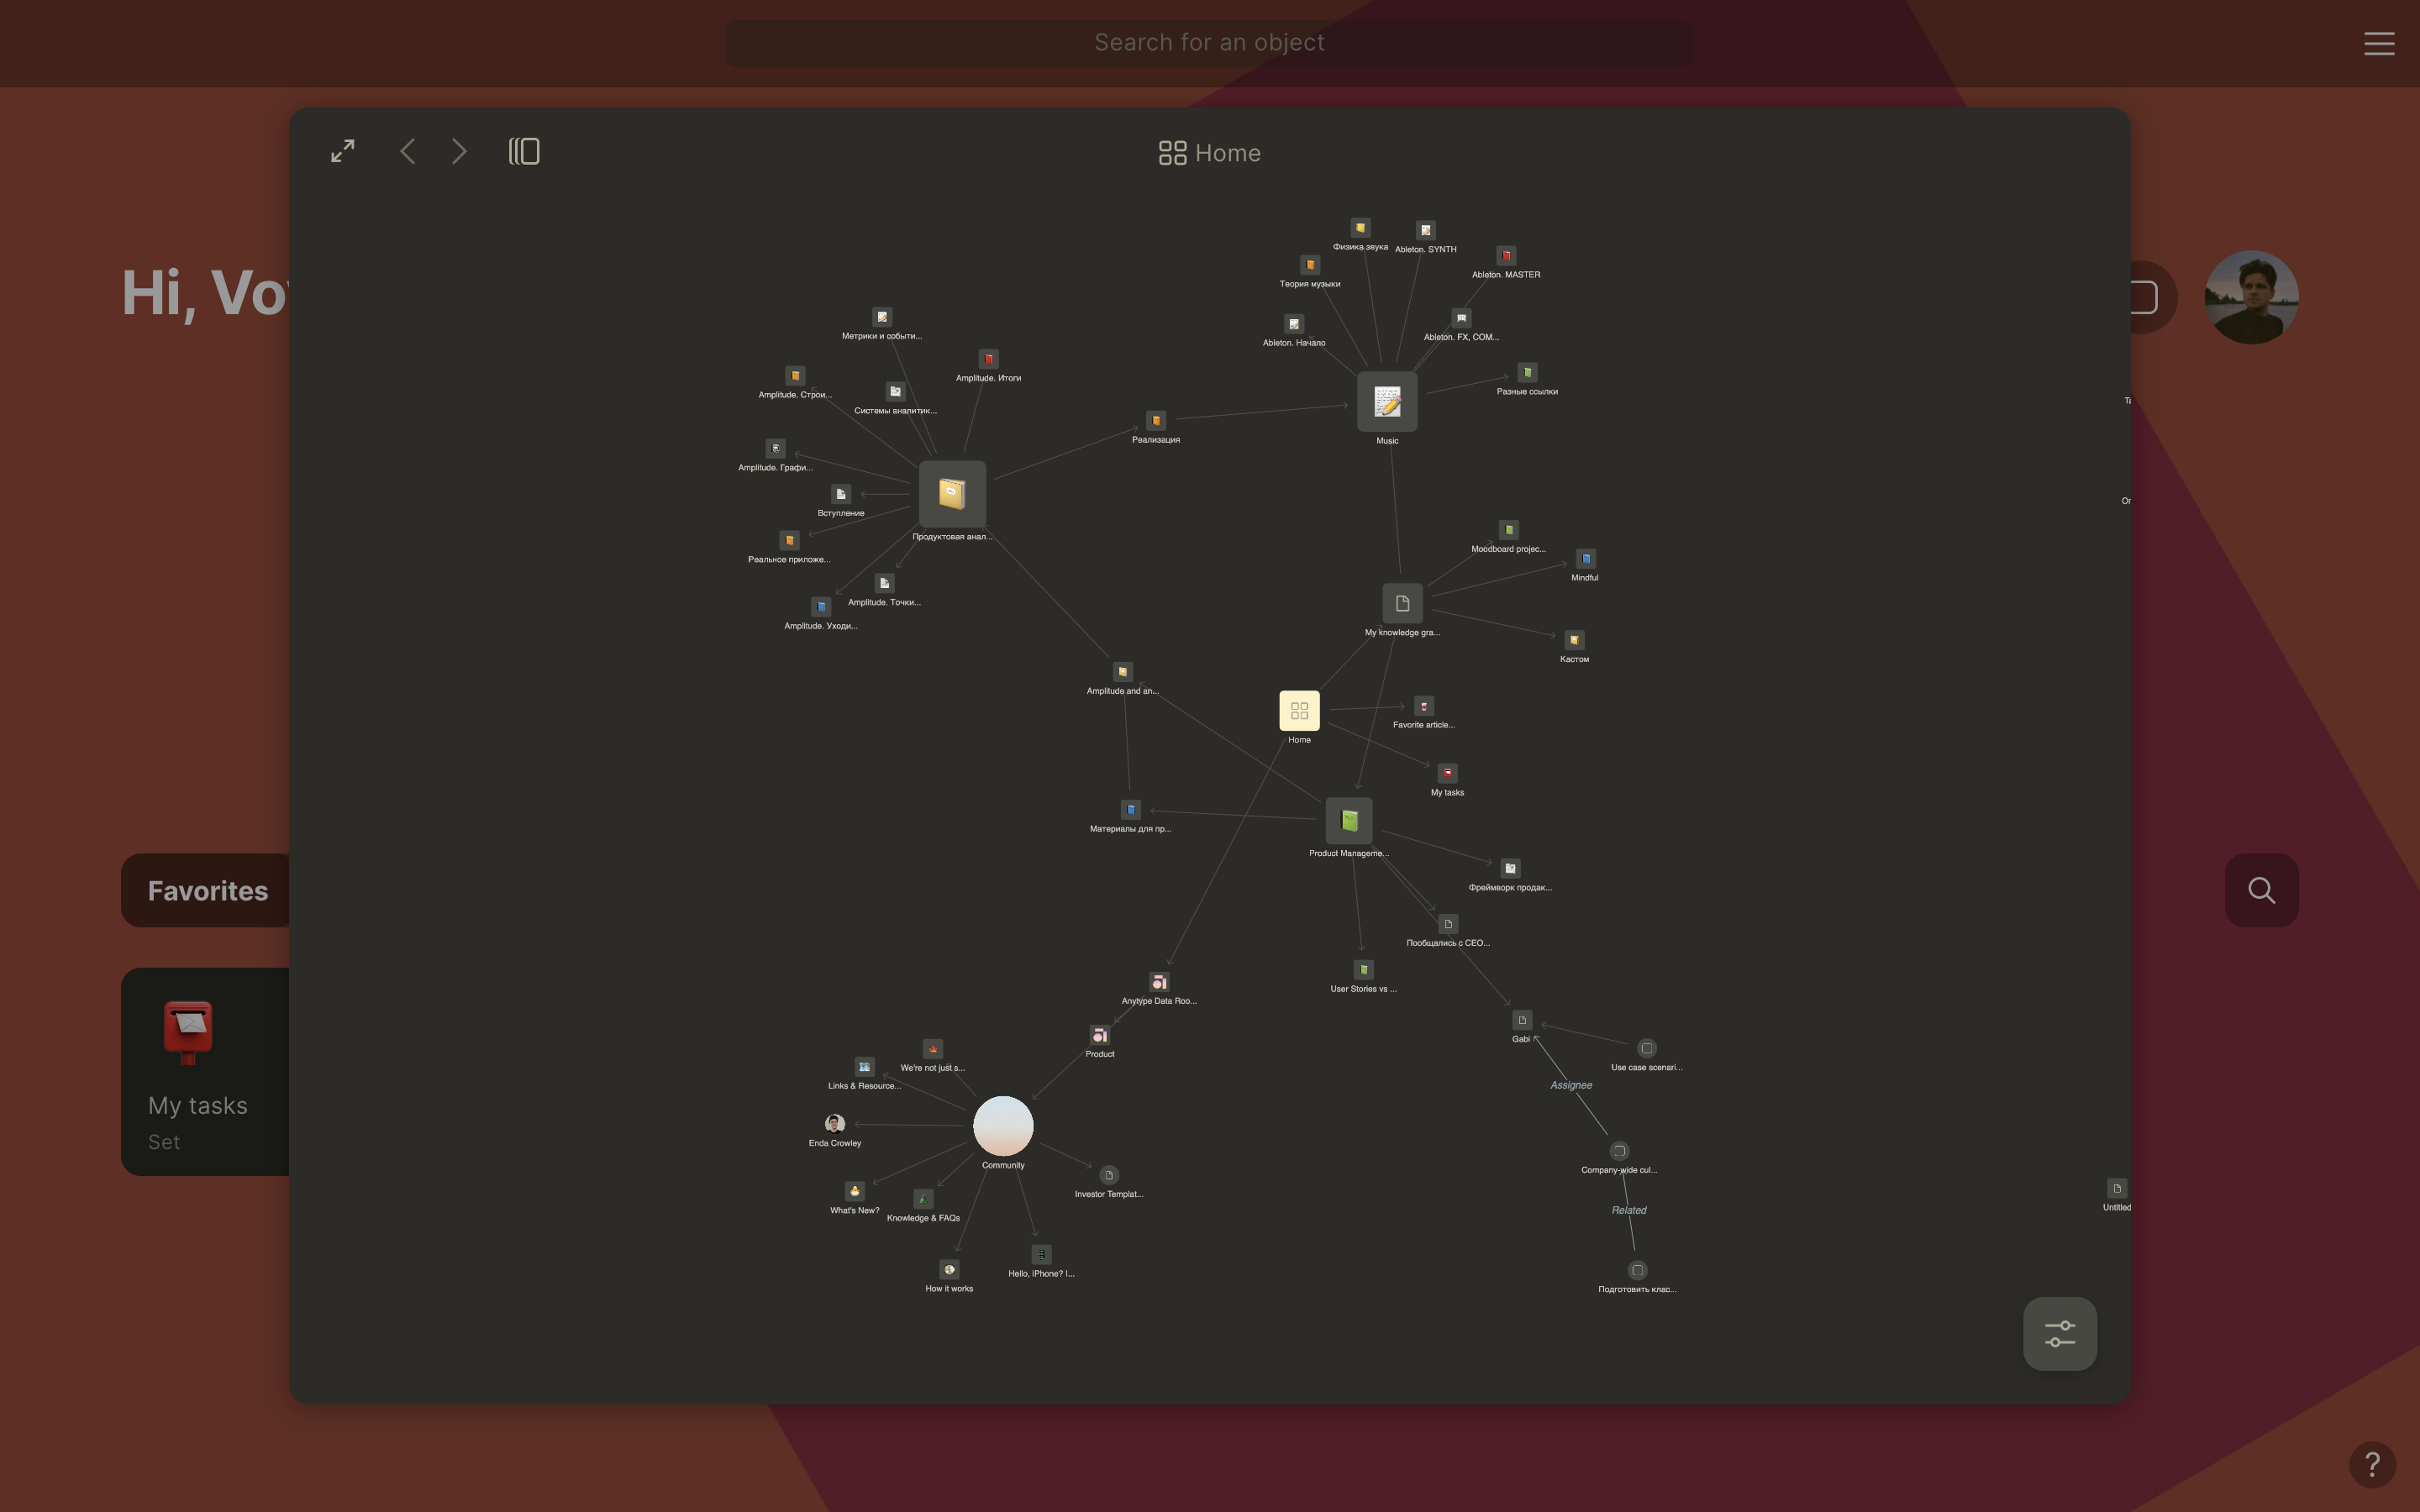 Search for an object
Home
Hi, Vo
Физика звука
Ableton. SYNTH
Ableton. MASTER
Теория музыки
Метрики и событи...
Ableton. Начало
Ableton. FX, COM...
Amplitude. Итоги
Разные ссылки
Amplitude. Строи...
Системы аналитик...
Реализация
Music
Amplitude. Графи...
Вступление
Продуктовая анал...
Moodboard projec...
Реальное приложе...
Mindful
Amplitude. Точки...
Amplitude. Уходи...
My knowledge gra...
Кастом
Amplitude and an...
Favorite article...
Home
My tasks
Материалы для пр...
Product Manageme...
Favorites
Фреймворк продак...
Пообщались с CEO...
User Stories vs ...
Anytype Data Roo...
Gabi
Product
We're not just s...
Use case scenari...
Links & Resource...
Assignee
My tasks
Set
Enda Crowley
Community
Company-wide cul...
Investor Templat...
What's New?
Related
Untitled
Knowledge & FAQs
Hello, iPhone? I...
How it works
Подготовить клас...
?